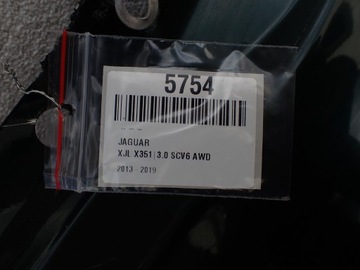 5754
JAGUAR
XJL X351 | 3.0 SCV6 AWD
2013 - 2019